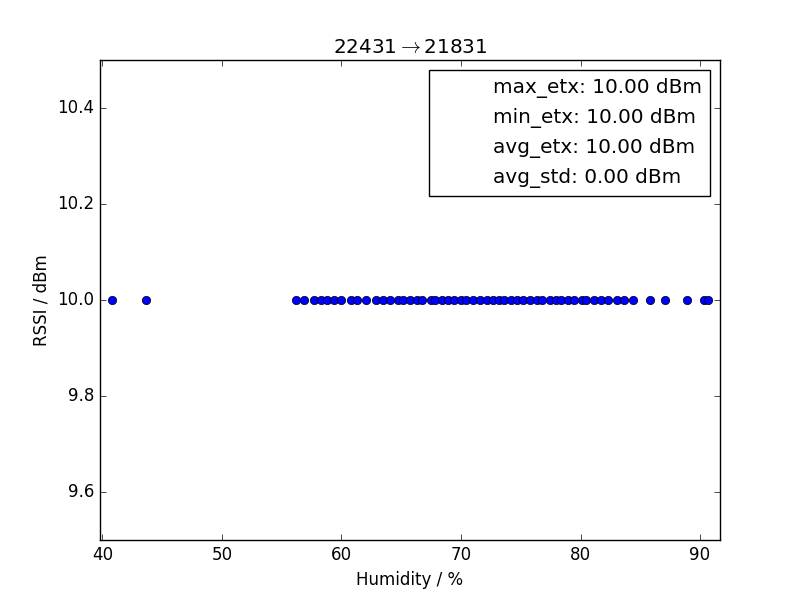 22431→21831
max_etx: 10.00 dBm
min_etx: 10.00 dBm
avg_etx: 10.00 dBm
avg_std: 0.00 dBm
10.4
10.2
10.0
9.8
9.6
RSSI / dBm
40 50 60 70 80 90
Humidity / %